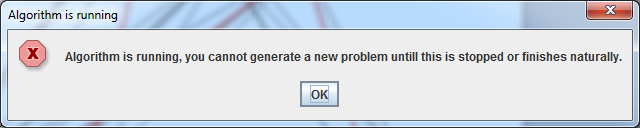 Algorithm is running
Algorithm is running, you cannot generate a new problem untill this is stopped or finishes naturally.
OK